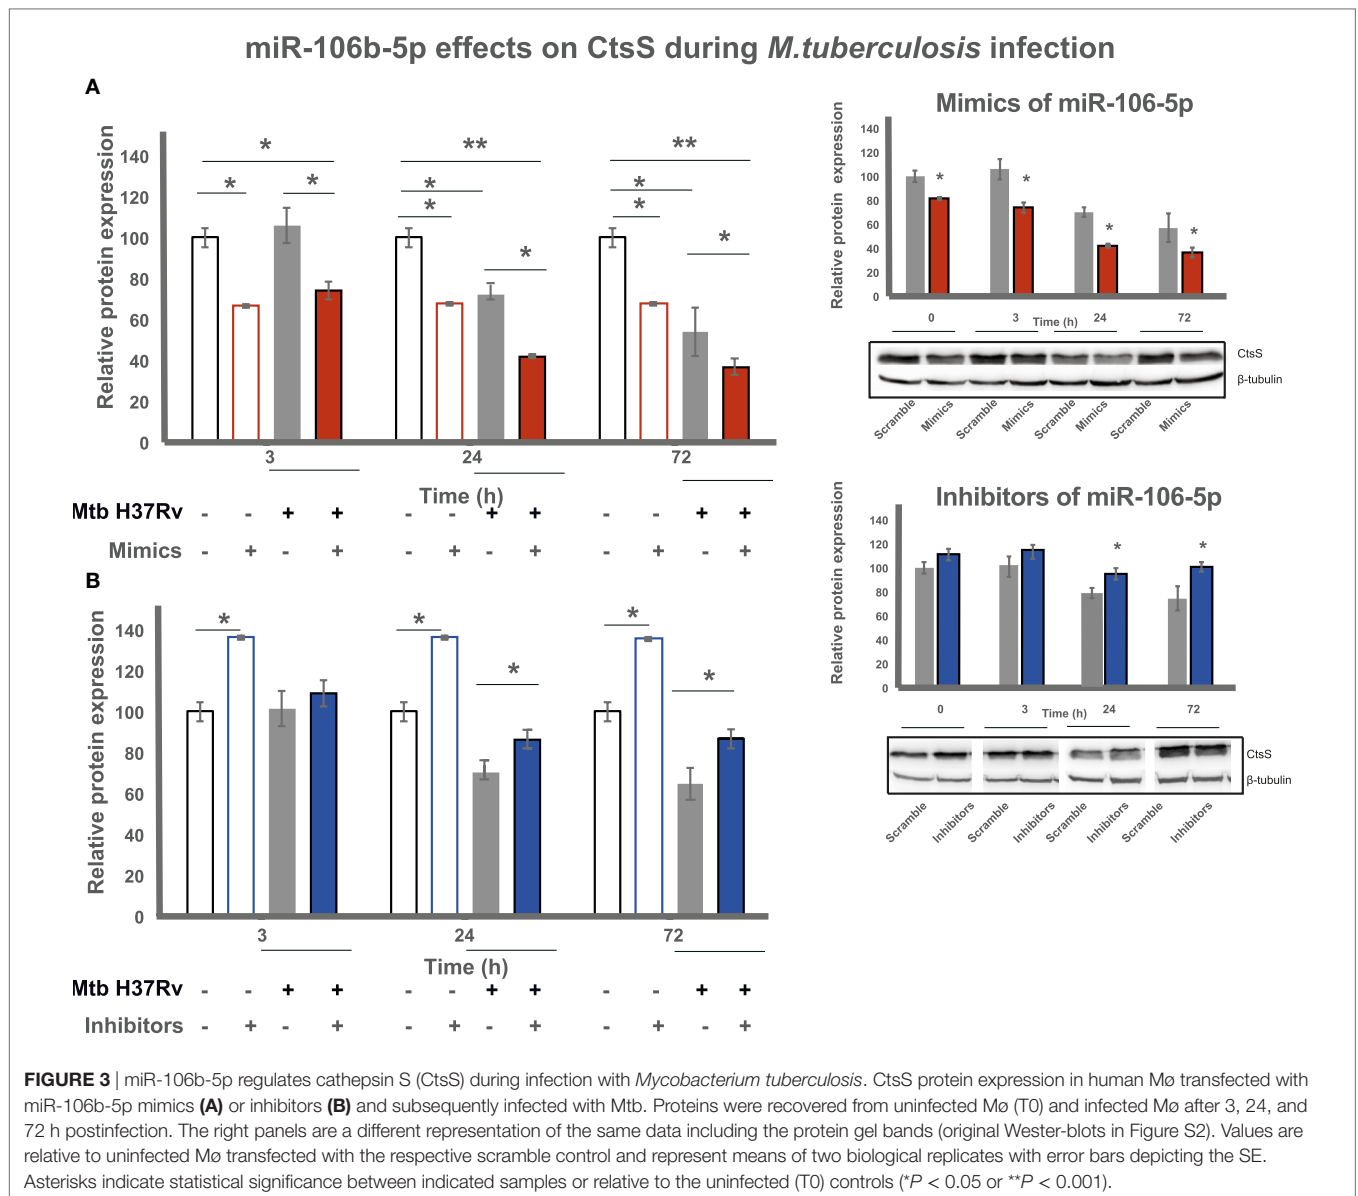 miR-106b-5p effects on CtsS during M.tuberculosis infection
A
Relative protein expression
140
120
100
80
60
40
20
0
* * *
** * * *
** * * *
3 24 72
Time (h)
Mtb H37Rv - - + + - - + + - - + +
Mimics - + - + - + - + - + - +
Mimics of miR-106-5p
Relative protein expression
140
120
100
80
60
40
20
0
* * * *
0 3 24 72
Time (h)
CtsS
β-tubulin
Scramble Mimics Scramble Mimics Scramble Mimics Scramble Mimics
B
Relative protein expression
140
120
100
80
60
40
20
0
* * * * *
3 24 72
Time (h)
Mtb H37Rv - - + + - - + + - - + +
Inhibitors - + - + - + - + - + - +
Inhibitors of miR-106-5p
Relative protein expression
140
120
100
80
60
40
20
0
* *
0 3 24 72
Time (h)
CtsS
β-tubulin
Scramble Inhibitors Scramble Inhibitors Scramble Inhibitors Scramble Inhibitors
FIGURE 3 | miR-106b-5p regulates cathepsin S (CtsS) during infection with Mycobacterium tuberculosis. CtsS protein expression in human Mø transfected with
miR-106b-5p mimics (A) or inhibitors (B) and subsequently infected with Mtb. Proteins were recovered from uninfected Mø (T0) and infected Mø after 3, 24, and
72 h postinfection. The right panels are a different representation of the same data including the protein gel bands (original Wester-blots in Figure S2). Values are
relative to uninfected Mø transfected with the respective scramble control and represent means of two biological replicates with error bars depicting the SE.
Asterisks indicate statistical significance between indicated samples or relative to the uninfected (T0) controls (*P < 0.05 or **P < 0.001).